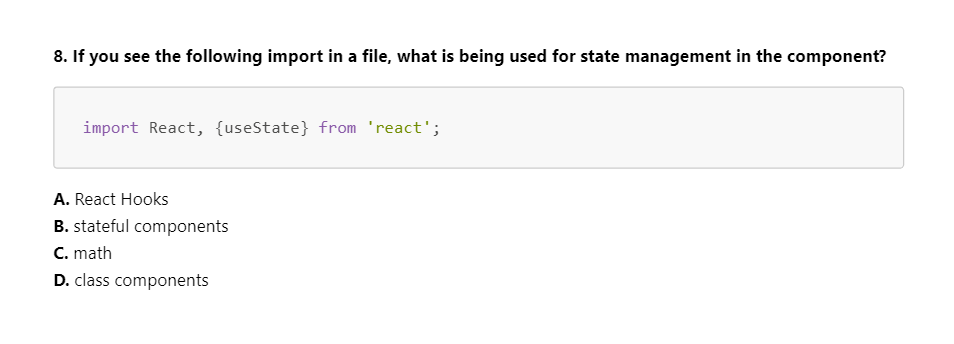 8. If you see the following import in a file, what is being used for state management in the component?
import React, {useState} from 'react';
A. React Hooks
B. stateful components
C. math
D. class components